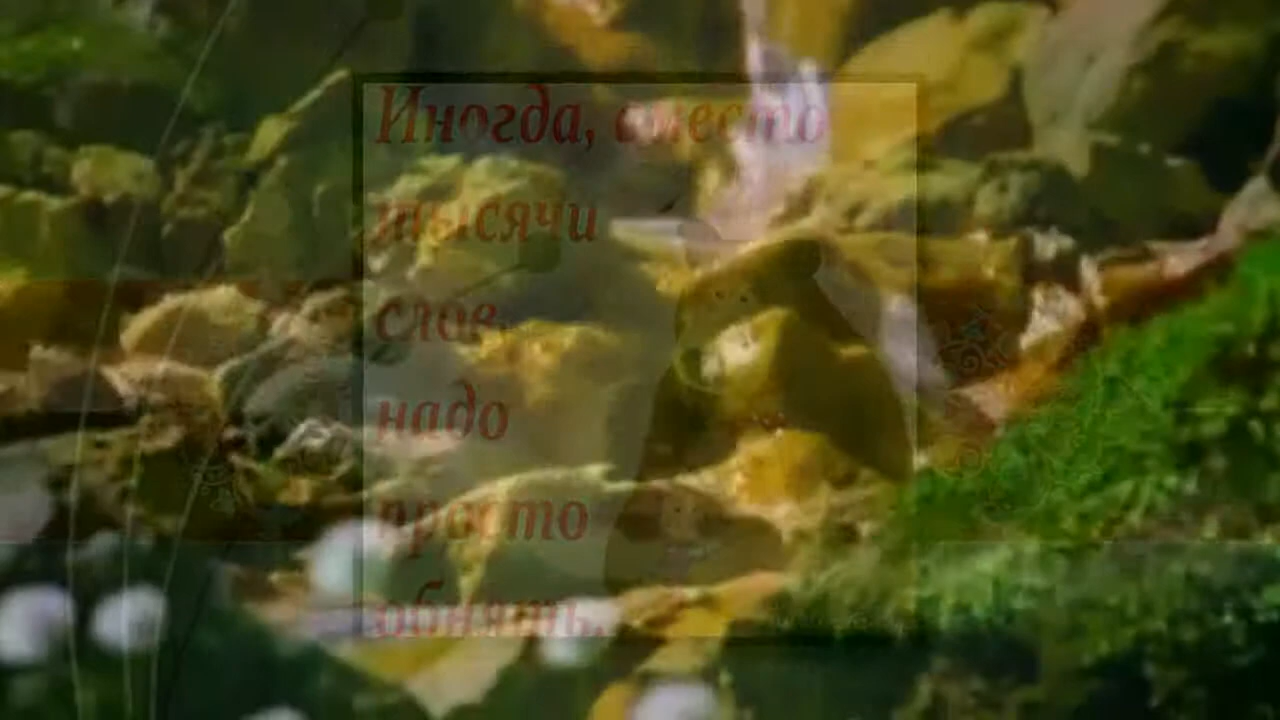 Иногда, вместо
тысячи
слов,
надо
просто
обнять..